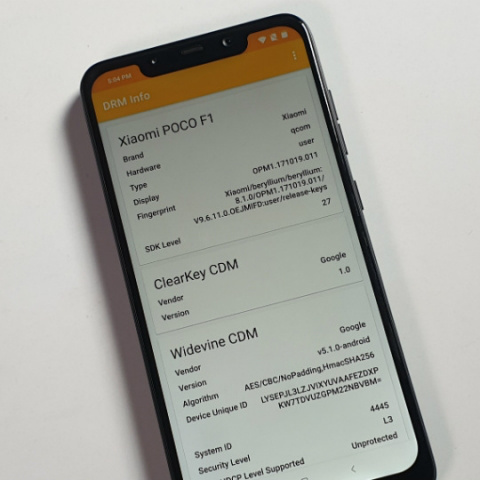 5:54 PM
DRM Info
Xiaomi POCO F1
Brand Xiaomi
Hardware qcom
Type user
Display OPM1.171019.011
Fingerprint Xiaomi/beryllium/beryllium:
8.1.0/OPM1.171019.011/
V9.6.11.0.OEJMIFD:user/release-keys
SDK Level 27
ClearKey CDM
Vendor Google
Version 1.0
Widevine CDM
Vendor Google
Version v5.1.0-android
Algorithm AES/CBC/NoPadding,HmacSHA256
Device Unique ID LYSEPJL3LZJVIXYUVAAFEZDXP
KW7TDVUZGPM22NBVBM=
System ID 4445
Security Level L3
HDCP Level Supported Unprotected